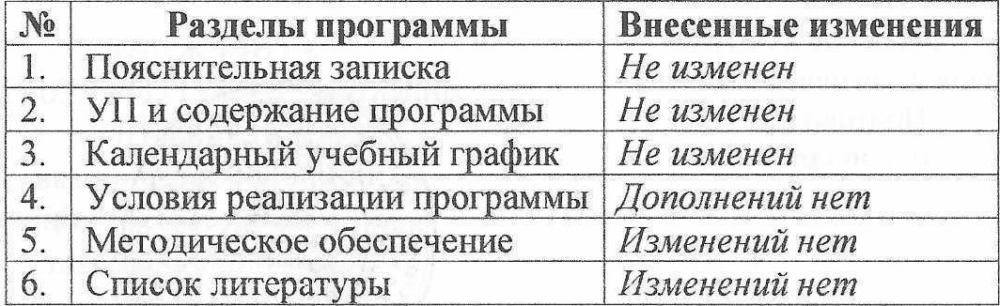 № Разделы программы Внесенные изменения
1. Пояснительная записка Не изменен
2. УП и содержание программы Не изменен
3. Календарный учебный график Не изменен
4. Условия реализации программы Дополнений нет
5. Методическое обеспечение Изменений нет
6. Список литературы Изменений нет